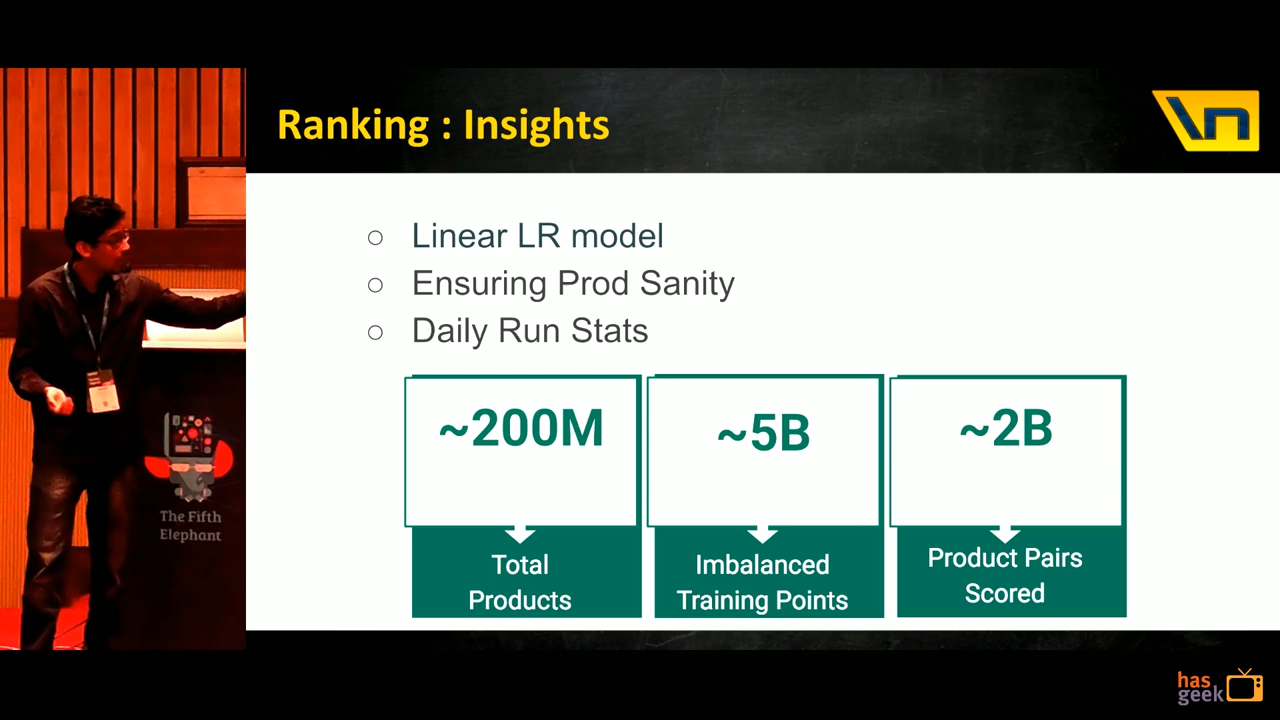 Ranking : Insights
\n
Linear LR model
Ensuring Prod Sanity
Daily Run Stats
~200M
~5B
~2B
Total
Products
Imbalanced
Training Points
Product Pairs
Scored
The Fifth
Elephant
has
geek